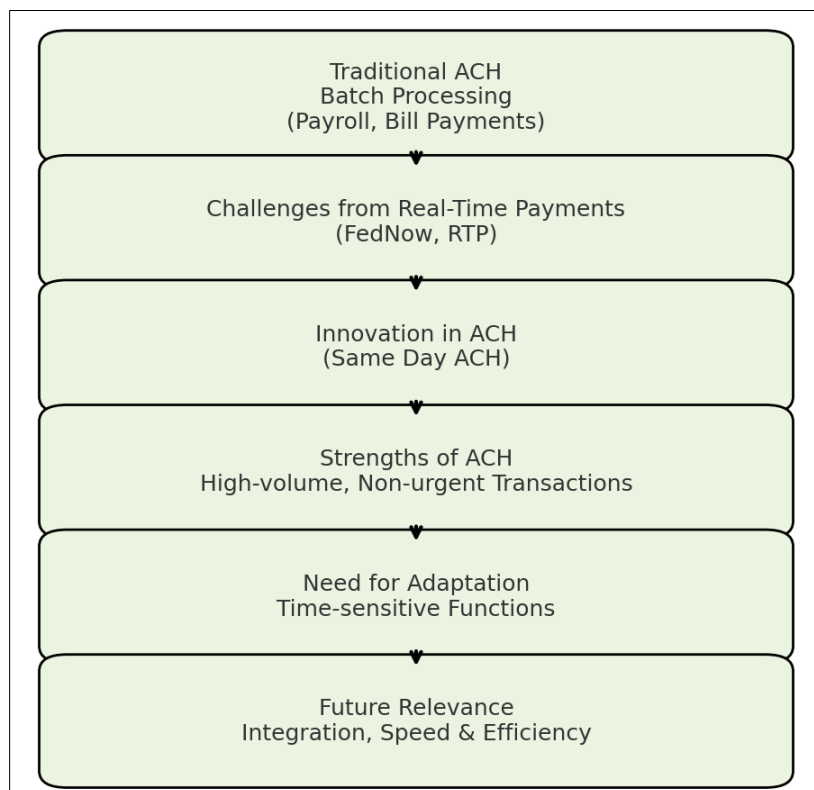 Traditional ACH
Batch Processing
(Payroll, Bill Payments)
Challenges from Real-Time Payments
(FedNow, RTP)
Innovation in ACH
(Same Day ACH)
Strengths of ACH
High-volume, Non-urgent Transactions
Need for Adaptation
Time-sensitive Functions
Future Relevance
Integration, Speed & Efficiency